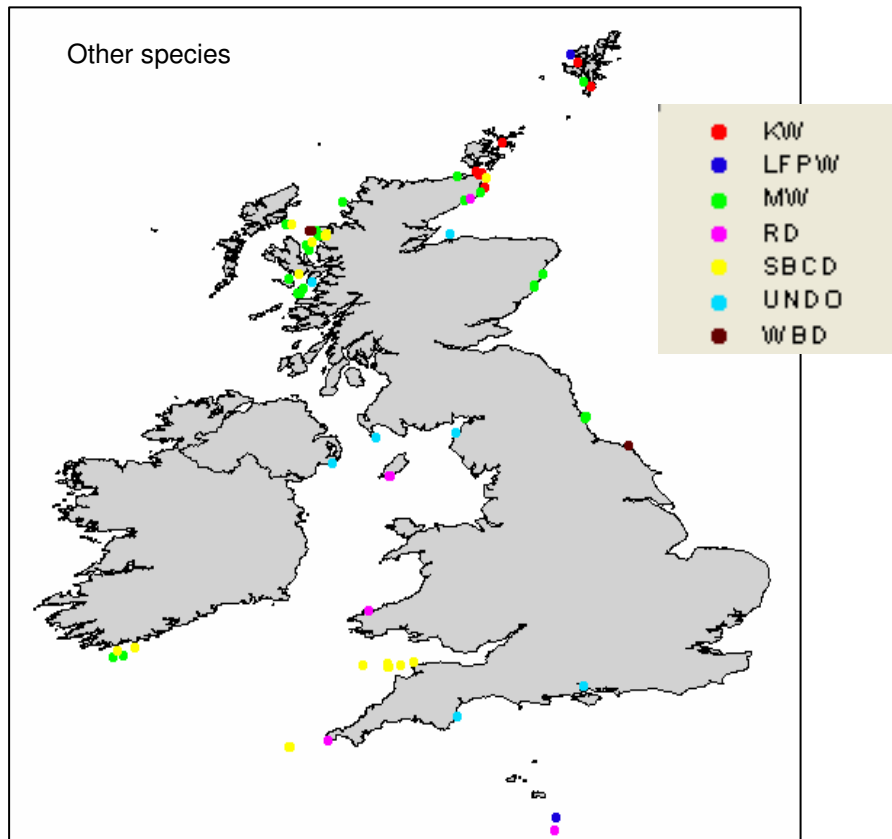 Other species
KW
LFPW
MW
RD
SBCD
UNDO
WBD